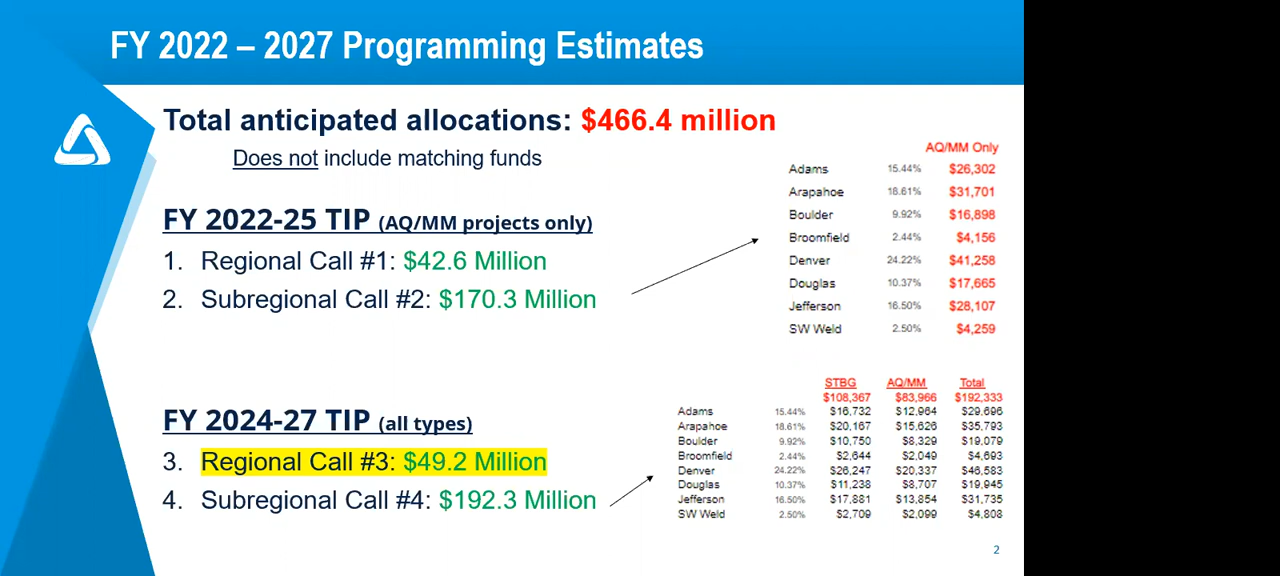 FY 2022 – 2027 Programming Estimates
Total anticipated allocations: $466.4 million
Does not include matching funds
FY 2022-25 TIP (AQ/MM projects only)
1. Regional Call #1: $42.6 Million
2. Subregional Call #2: $170.3 Million
AQ/MM Only
Adams 15.44% $26,302
Arapahoe 18.61% $31,701
Boulder 9.92% $16,898
Broomfield 2.44% $4,156
Denver 24.22% $41,258
Douglas 10.37% $17,665
Jefferson 16.50% $28,107
SW Weld 2.50% $4,259
FY 2024-27 TIP (all types)
3. Regional Call #3: $49.2 Million
4. Subregional Call #4: $192.3 Million
STBG AQ/MM Total
$108,367 $83,966 $192,333
Adams 15.44% $16,732 $12,964 $29,696
Arapahoe 18.61% $20,167 $15,626 $35,793
Boulder 9.92% $10,750 $8,329 $19,079
Broomfield 2.44% $2,644 $2,049 $4,693
Denver 24.22% $26,247 $20,337 $46,583
Douglas 10.37% $11,238 $8,707 $19,945
Jefferson 16.50% $17,881 $13,854 $31,735
SW Weld 2.50% $2,709 $2,099 $4,808
2